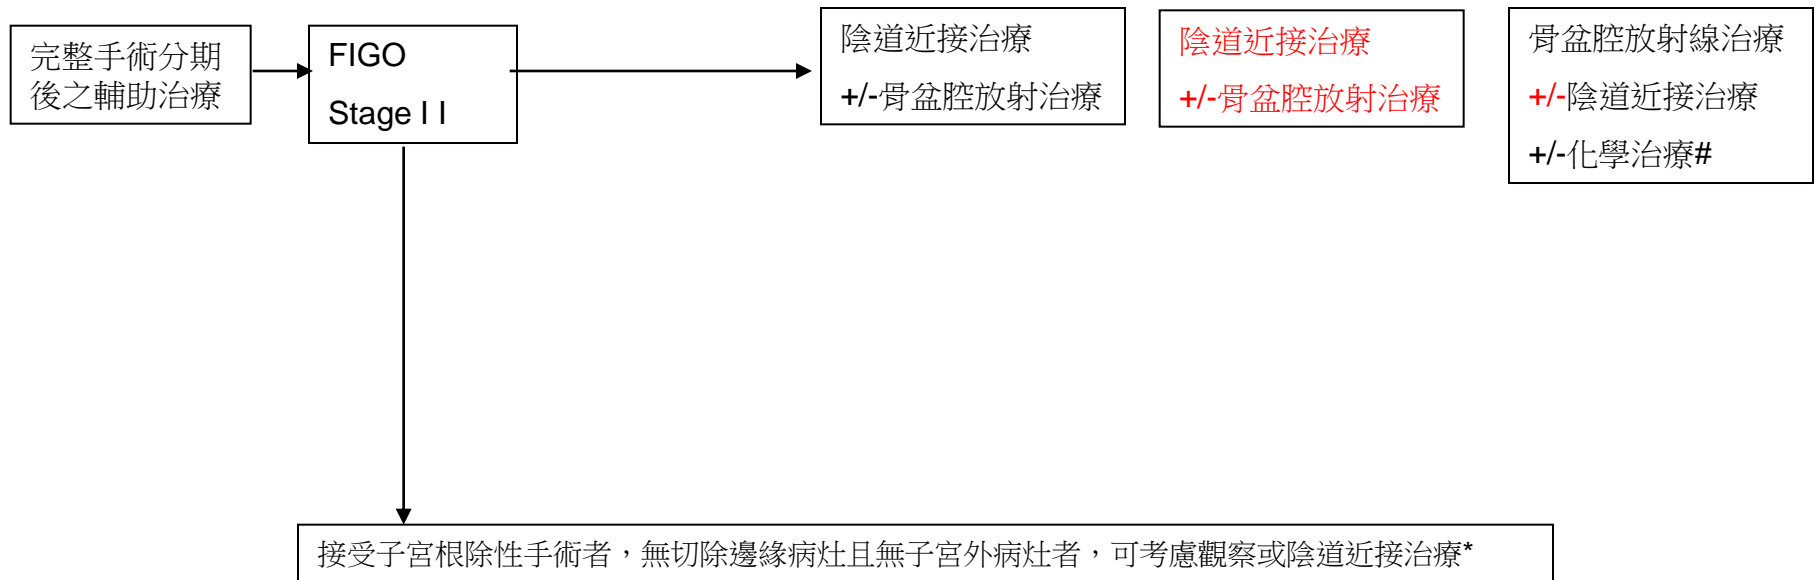 完整手術分期
後之輔助治療
FIGO
Stage I I
陰道近接治療
+/-骨盆腔放射治療
陰道近接治療
+/-骨盆腔放射治療
骨盆腔放射線治療
+/-陰道近接治療
+/-化學治療#
接受子宮根除性手術者，無切除邊緣病灶且無子宮外病灶者，可考慮觀察或陰道近接治療*